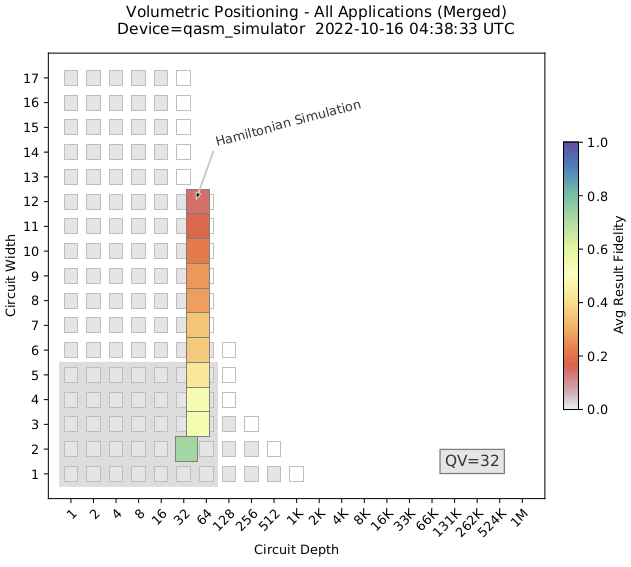 Volumetric Positioning - All Applications (Merged)
Device=qasm_simulator  2022-10-16 04:38:33 UTC
Circuit Width
17
16
15
14
13
12
11
10
9
8
7
6
5
4
3
2
1
Hamiltonian Simulation
QV=32
1 2 4 8 16 32 64 128 256 512 1K 2K 4K 8K 16K 33K 66K 131K 262K 524K 1M
Circuit Depth
1.0
0.8
0.6
0.4
0.2
0.0
Avg Result Fidelity